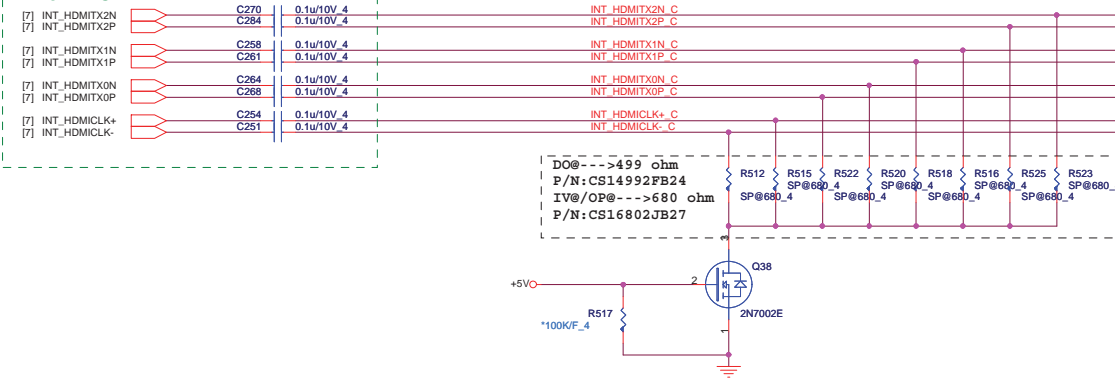 [7] INT_HDMITX2N C270 0.1u/10V_4 INT_HDMITX2N_C
[7] INT_HDMITX2P C284 0.1u/10V_4 INT_HDMITX2P_C
[7] INT_HDMITX1N C258 0.1u/10V_4 INT_HDMITX1N_C
[7] INT_HDMITX1P C261 0.1u/10V_4 INT_HDMITX1P_C
[7] INT_HDMITX0N C264 0.1u/10V_4 INT_HDMITX0N_C
[7] INT_HDMITX0P C268 0.1u/10V_4 INT_HDMITX0P_C
[7] INT_HDMICLK+ C254 0.1u/10V_4 INT_HDMICLK+_C
[7] INT_HDMICLK- C251 0.1u/10V_4 INT_HDMICLK-_C
DO@--->499 ohm
P/N:CS14992FB24
IV@/OP@--->680 ohm
P/N:CS16802JB27
R512 R515 R522 R520 R518 R516 R525 R523
SP@680_4 SP@680_4 SP@680_4 SP@680_
SP@680_4 SP@680_4 SP@680_4 SP@680_4
3
Q38
+5V 2
R517 2N7002E
*100K/F_4
1